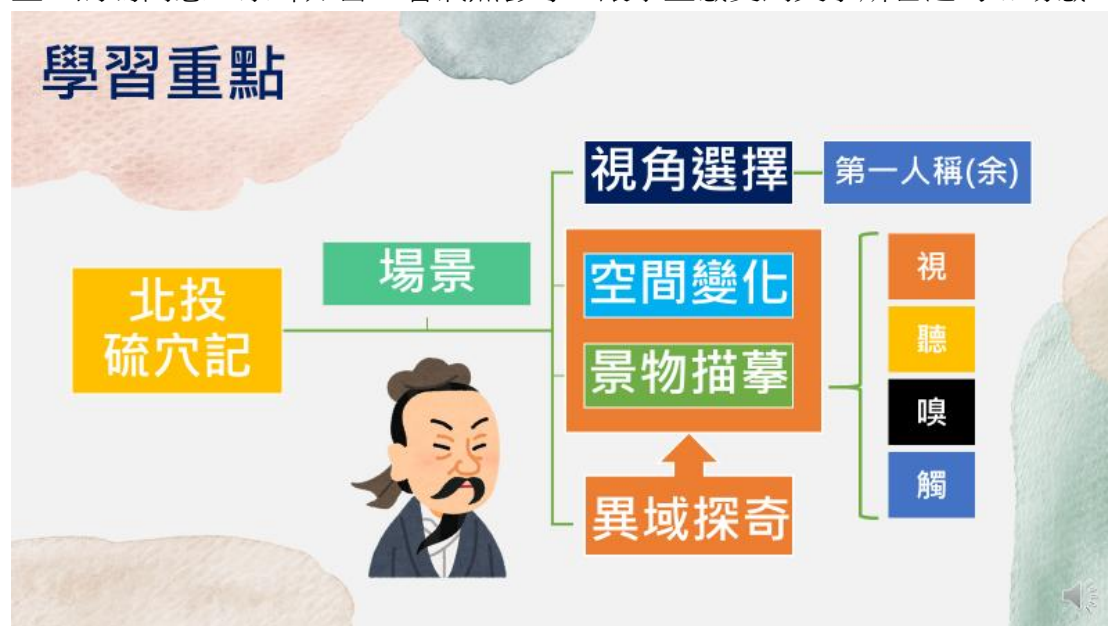 學習重點
北投
硫穴記
場景
視角選擇
第一人稱(余)
空間變化
景物描摹
異域探奇
視
聽
嗅
觸